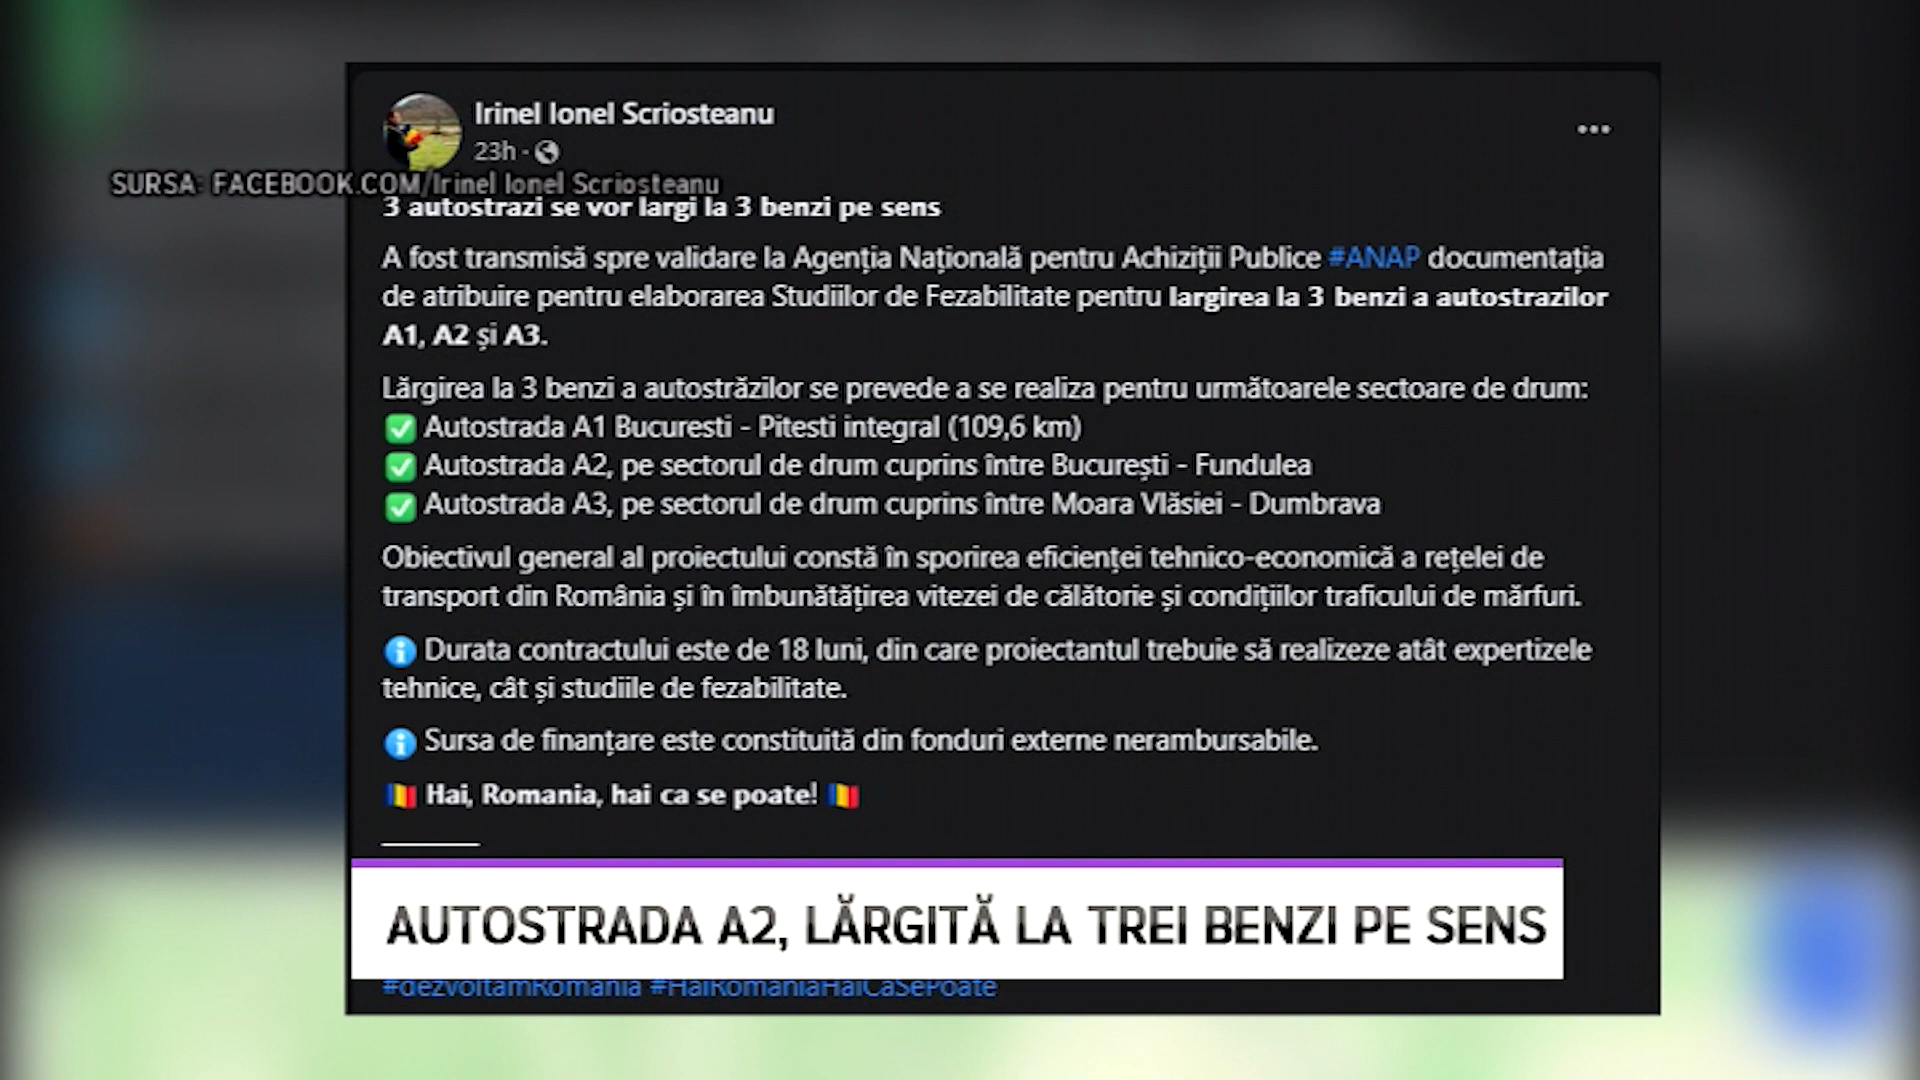 Irinel Ionel Scriosteanu
23h ·
SURSA: FACEBOOK.COM/Irinel Ionel Scriosteanu
3 autostrazi se vor largi la 3 benzi pe sens
A fost transmisă spre validare la Agenția Națională pentru Achiziții Publice #ANAP documentația
de atribuire pentru elaborarea Studiilor de Fezabilitate pentru largirea la 3 benzi a autostrazilor
A1, A2 și A3.
Lărgirea la 3 benzi a autostrăzilor se prevede a se realiza pentru următoarele sectoare de drum:
✅ Autostrada A1 Bucuresti - Pitesti integral (109,6 km)
✅ Autostrada A2, pe sectorul de drum cuprins între București - Fundulea
✅ Autostrada A3, pe sectorul de drum cuprins între Moara Vlăsiei - Dumbrava
Obiectivul general al proiectului constă în sporirea eficienței tehnico-economică a rețelei de
transport din România și în îmbunătățirea vitezei de călătorie și condițiilor traficului de mărfuri.
ℹ️ Durata contractului este de 18 luni, din care proiectantul trebuie să realizeze atât expertizele
tehnice, cât și studiile de fezabilitate.
ℹ️ Sursa de finanțare este constituită din fonduri externe nerambursabile.
🇷🇴 Hai, Romania, hai ca se poate! 🇷🇴
AUTOSTRADA A2, LĂRGITĂ LA TREI BENZI PE SENS
#dezvoltamRomania #HaiRomaniaHaiCaSePoate